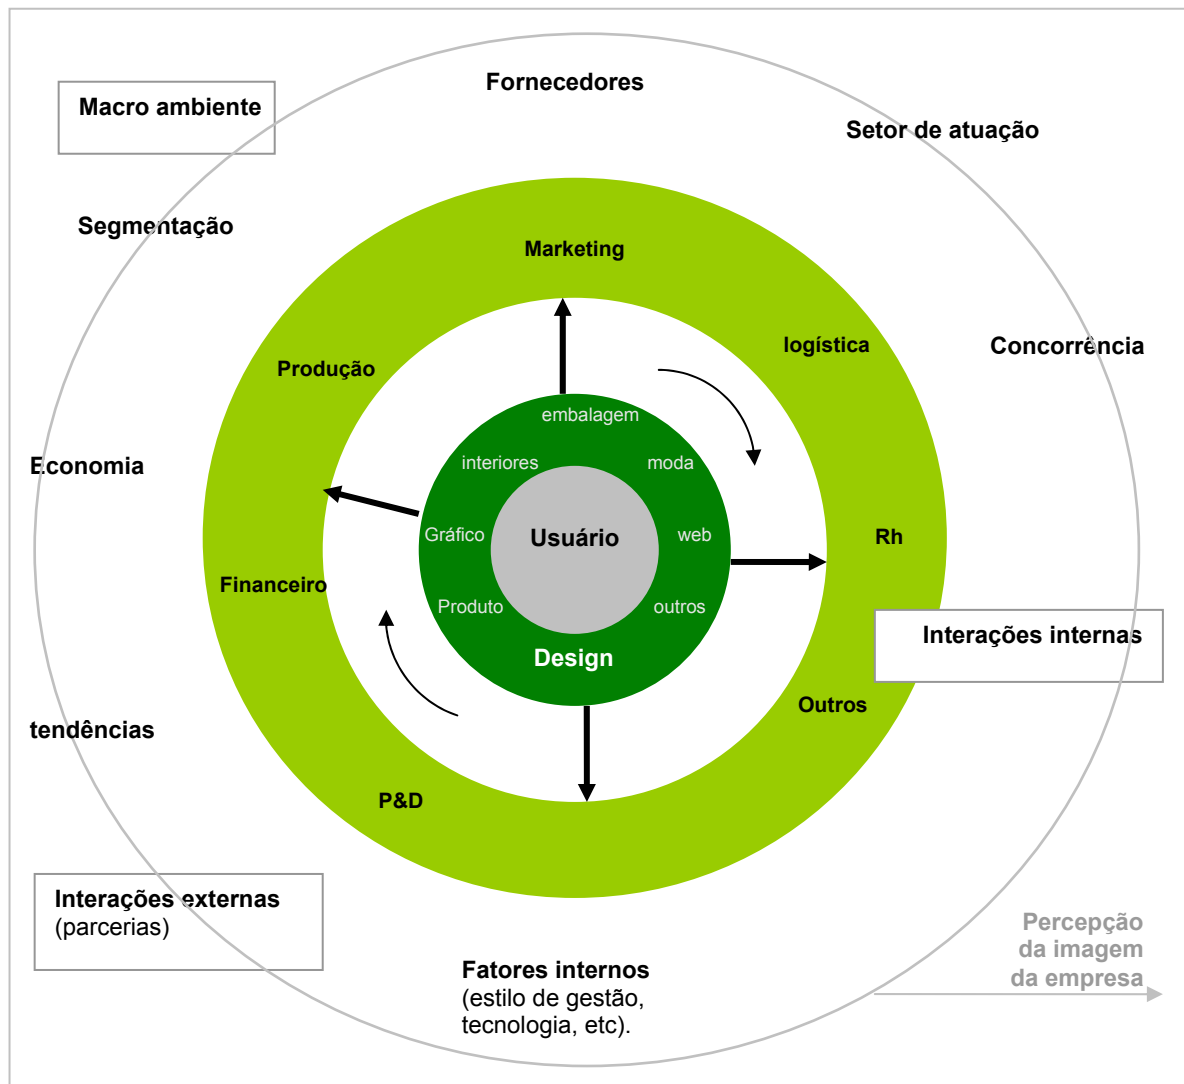 Fornecedores
Macro ambiente
Setor de atuação
Segmentação
Marketing
logística
Concorrência
Produção
embalagem
interiores
moda
Economia
Gráfico
Usuário
web
Rh
Financeiro
Produto
outros
Interações internas
Design
Outros
tendências
P&D
Interações externas
(parcerias)
Percepção
da imagem
da empresa
Fatores internos
(estilo de gestão,
tecnologia, etc).